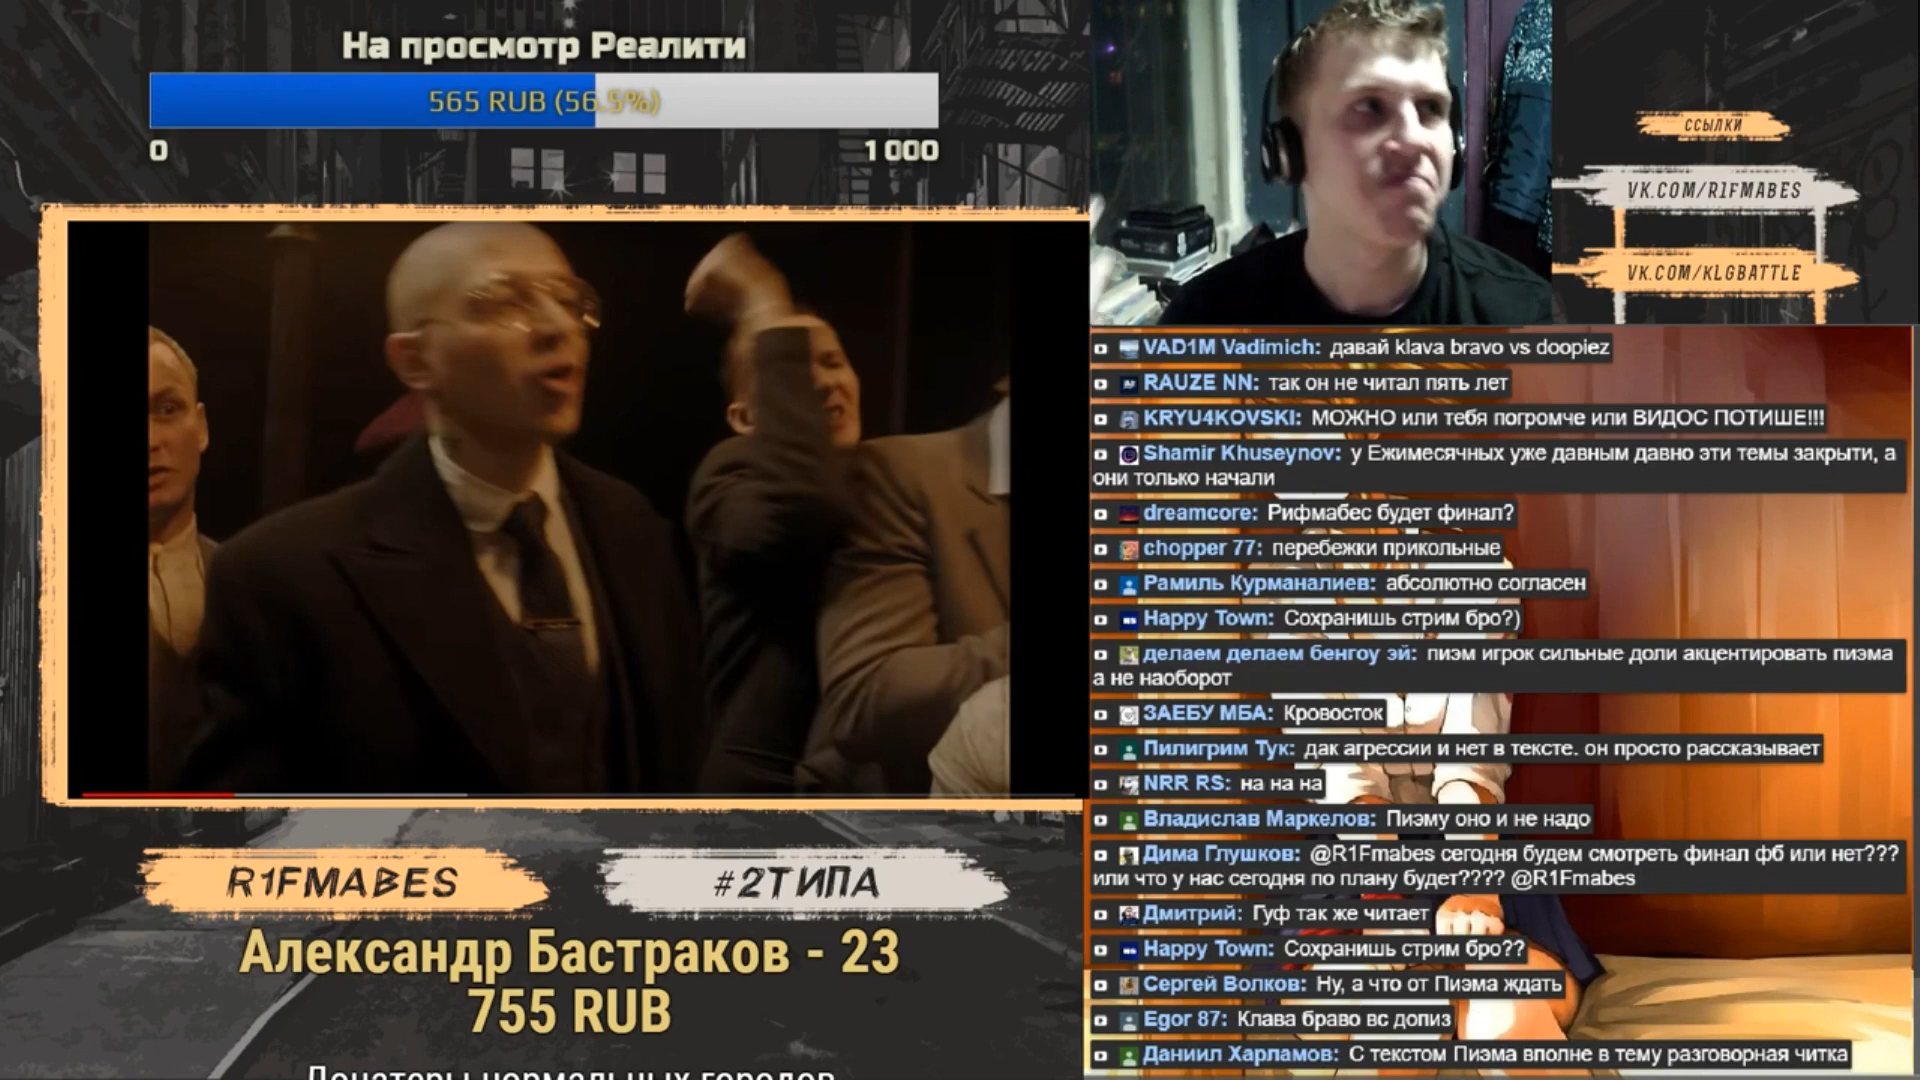 На просмотр Реалити
565 RUB (56.5%)
0
1 000
R1FMABES
#2ТИПА
Александр Бастраков - 23
755 RUB
Донатеры нормальных городов
ССЫЛКИ
VK.COM/R1FMABES
VK.COM/KLGBATTLE
VAD1M Vadimich: давай klava bravo vs doopiez
RAUZE NN: так он не читал пять лет
KRYU4KOVSKI: МОЖНО или тебя погромче или ВИДОС ПОТИШЕ!!!
Shamir Khuseynov: у Ежимесячных уже давным давно эти темы закрыти, а
они только начали
dreamcore: Рифмабес будет финал?
chopper 77: перебежки прикольные
Рамиль Курманалиев: абсолютно согласен
Happy Town: Сохранишь стрим бро?)
делаем делаем бенгоу эй: пиэм игрок сильные доли акцентировать пиэма
а не наоборот
ЗАЕБУ МБА: Кровосток
Пилигрим Тук: дак агрессии и нет в тексте. он просто рассказывает
NRR RS: на на на
Владислав Маркелов: Пиэму оно и не надо
Дима Глушков: @R1Fmabes сегодня будем смотреть финал фб или нет???
или что у нас сегодня по плану будет???? @R1Fmabes
Дмитрий: Гуф так же читает
Happy Town: Сохранишь стрим бро??
Сергей Волков: Ну, а что от Пиэма ждать
Egor 87: Клава браво вс допиз
Даниил Харламов: С текстом Пиэма вполне в тему разговорная читка